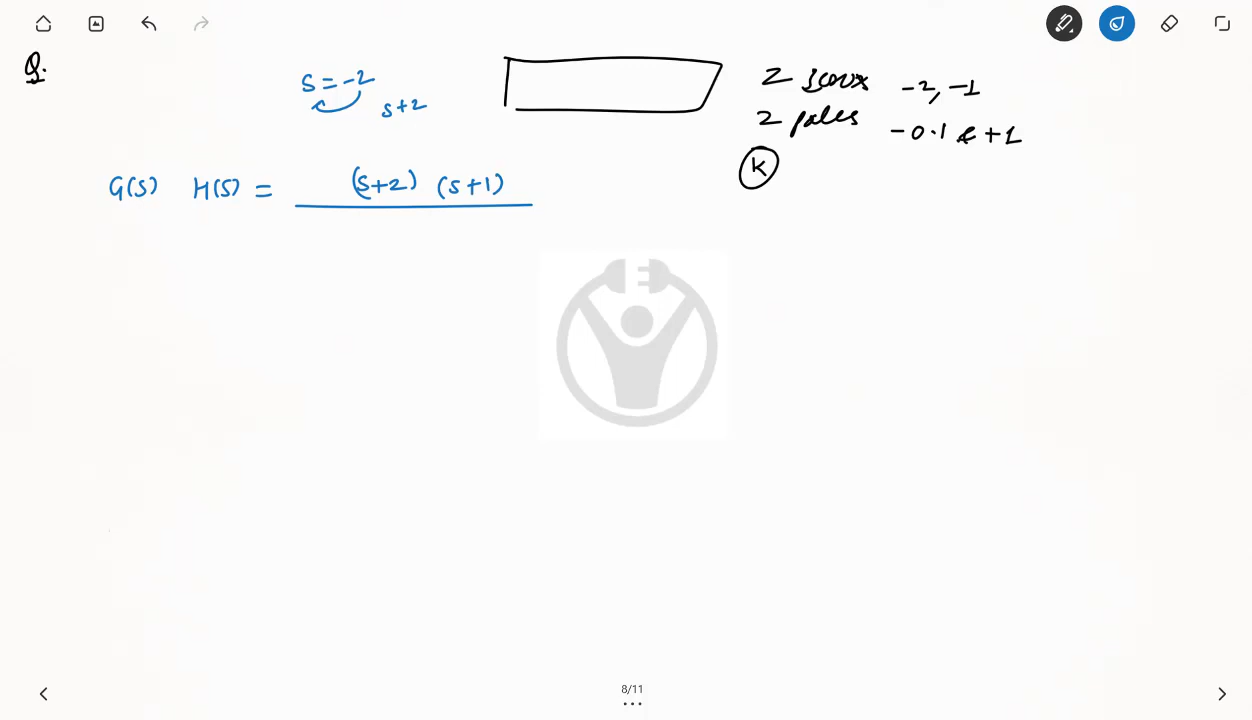 Q.
s = -2
s+2
2 zeros -2, -1
2 poles -0.1 & +1
K
G(s) H(s) = (s+2) (s+1)
8/11